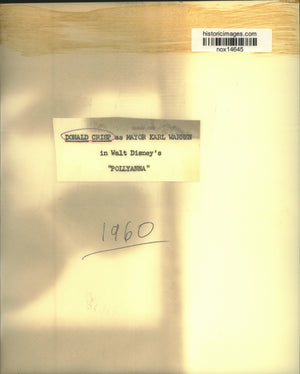 historicimages.com
nox14645
DONALD CRISP as MAYOR KARL WARREN
in Walt Disney's
"POLLYANNA"
1960